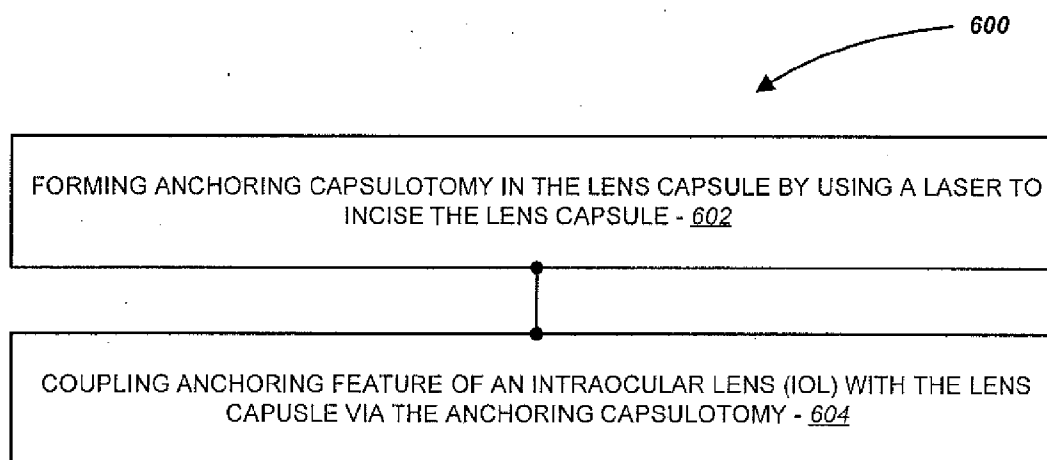 600
FORMING ANCHORING CAPSULOTOMY IN THE LENS CAPSULE BY USING A LASER TO
INCISE THE LENS CAPSULE - 602
COUPLING ANCHORING FEATURE OF AN INTRAOCULAR LENS (IOL) WITH THE LENS
CAPUSLE VIA THE ANCHORING CAPSULOTOMY - 604